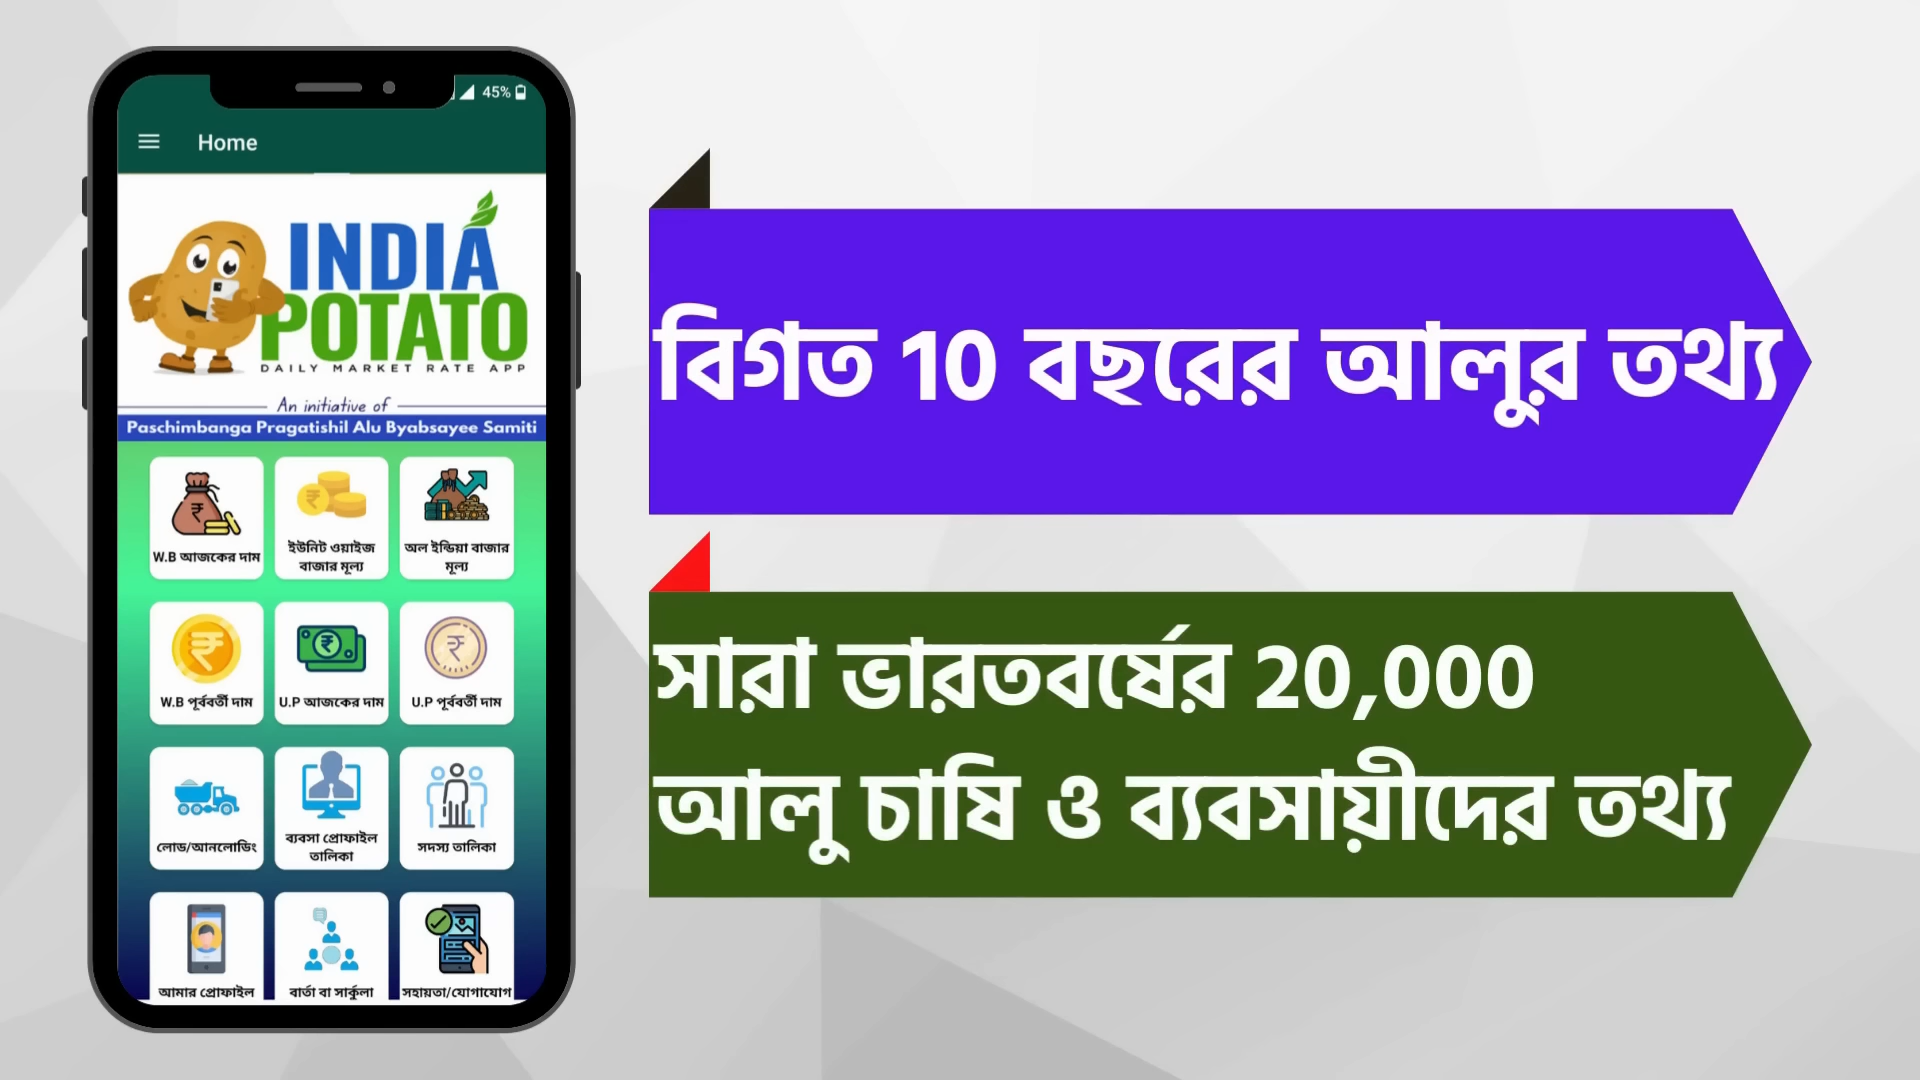 45%
Home
INDIA
POTATO
DAILY MARKET RATE APP
An initiative of
Paschimbanga Pragatishil Alu Byabsayee Samiti
W.B আজকের দাম
ইউনিট ওয়াইজ
বাজার মূল্য
অল ইন্ডিয়া বাজার
মূল্য
W.B পূর্ববর্তী দাম
U.P আজকের দাম
U.P পূর্ববর্তী দাম
লোড/আনলোডিং
ব্যবসা প্রোফাইল
তালিকা
সদস্য তালিকা
আমার প্রোফাইল
বার্তা বা সার্কুলা
সহায়তা/যোগাযোগ
বিগত 10 বছরের আলুর তথ্য
সারা ভারতবর্ষের 20,000
আলু চাষি ও ব্যবসায়ীদের তথ্য